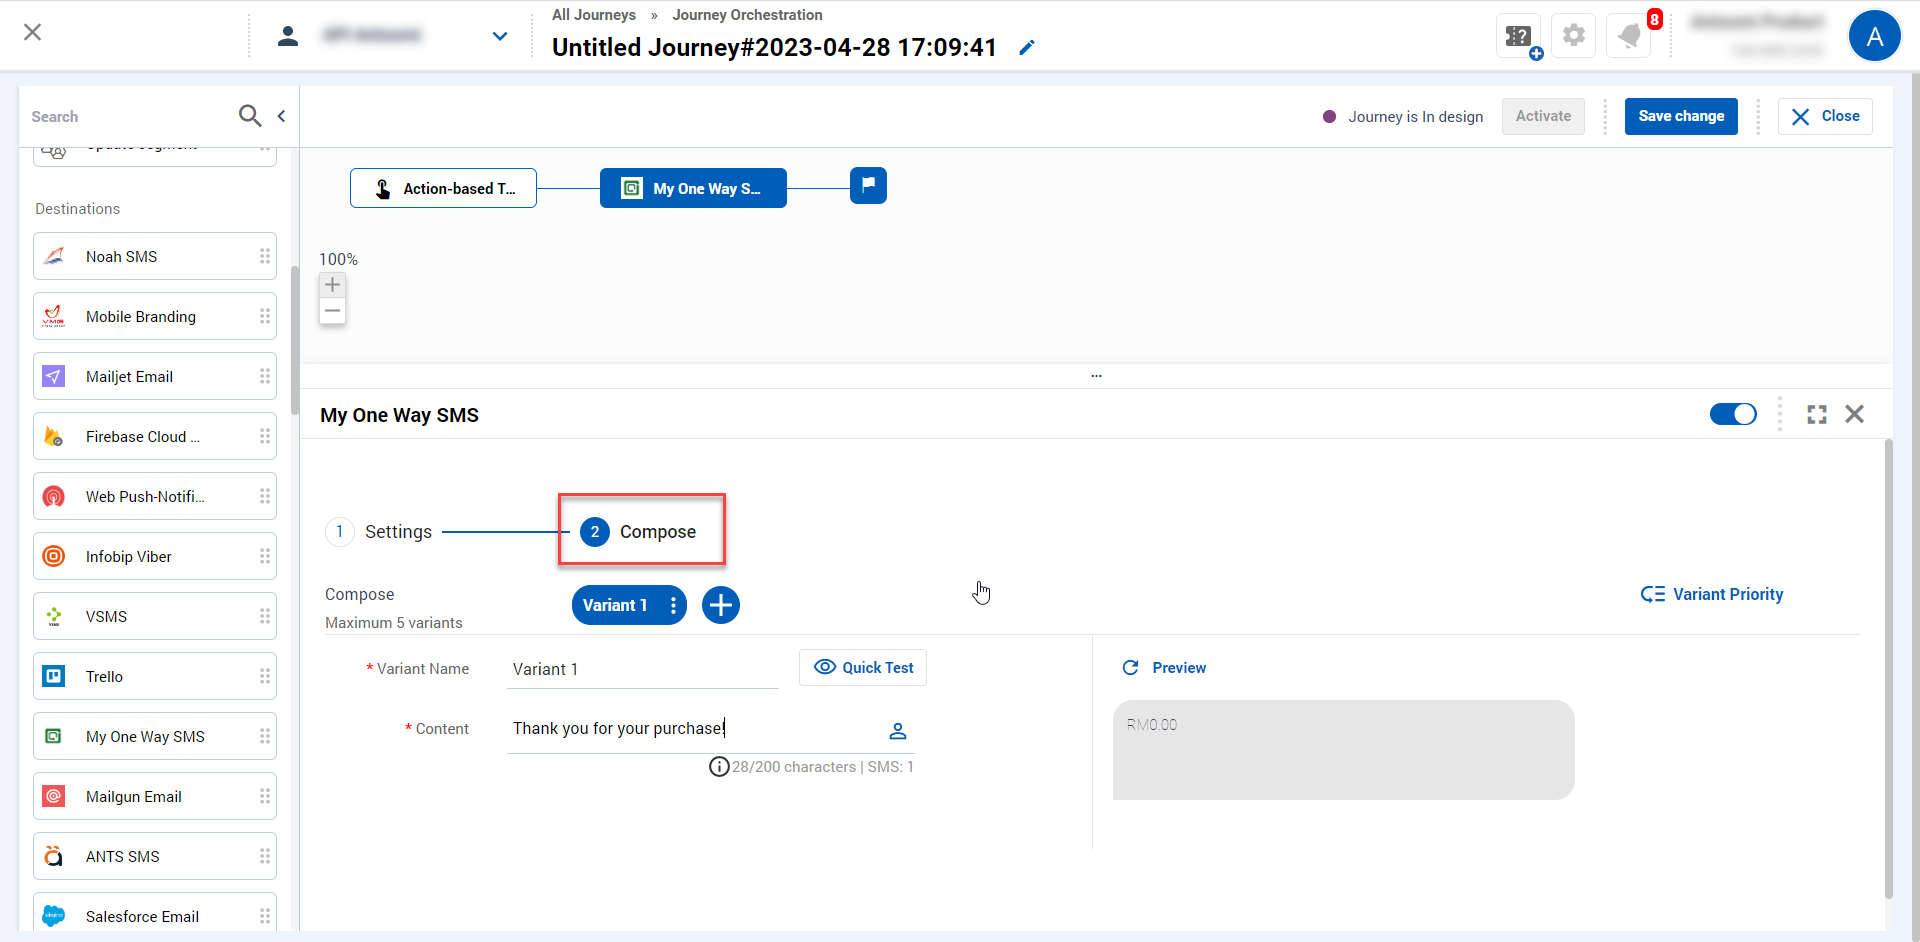 All Journeys » Journey Orchestration
Untitled Journey#2023-04-28 17:09:41
8
A
Search
Journey is In design
Activate
Save change
Close
Update segment
Destinations
Noah SMS
VMG
Mobile Branding
Mailjet Email
Firebase Cloud ...
Web Push-Notifi...
Infobip Viber
VSMS
Trello
My One Way SMS
Mailgun Email
ANTS SMS
Salesforce Email
Action-based T...
My One Way S...
100%
...
My One Way SMS
1 Settings
2 Compose
Compose
Maximum 5 variants
Variant 1
Variant Priority
* Variant Name
Variant 1
Quick Test
* Content
Thank you for your purchase!
28/200 characters | SMS: 1
Preview
RM0.00